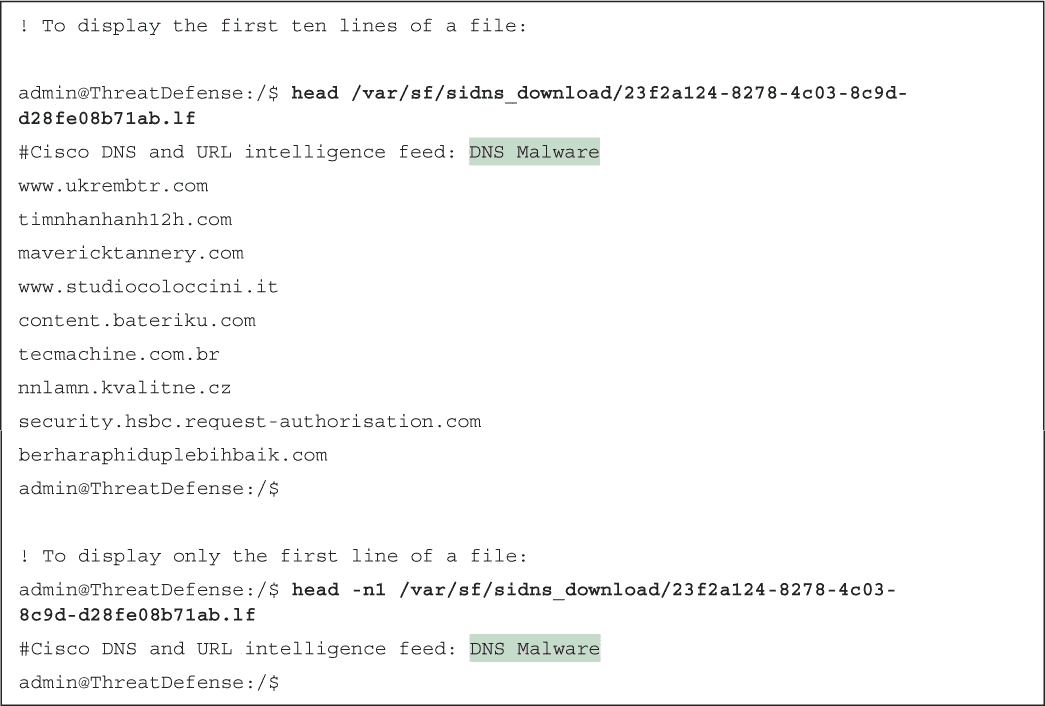 ! To display the first ten lines of a file:
admin@ThreatDefense:/$ head /var/sf/sidns_download/23f2a124-8278-4c03-8c9d-
d28fe08b71ab.lf
#Cisco DNS and URL intelligence feed: DNS Malware
www.ukrembtr.com
timnhanhanh12h.com
mavericktannery.com
www.studiocoloccini.it
content.bateriku.com
tecmachine.com.br
nnlamn.kvalitne.cz
security.hsbc.request-authorisation.com
berharaphiduplebihbaik.com
admin@ThreatDefense:/$
! To display only the first line of a file:
admin@ThreatDefense:/$ head -n1 /var/sf/sidns_download/23f2a124-8278-4c03-
8c9d-d28fe08b71ab.lf
#Cisco DNS and URL intelligence feed: DNS Malware
admin@ThreatDefense:/$